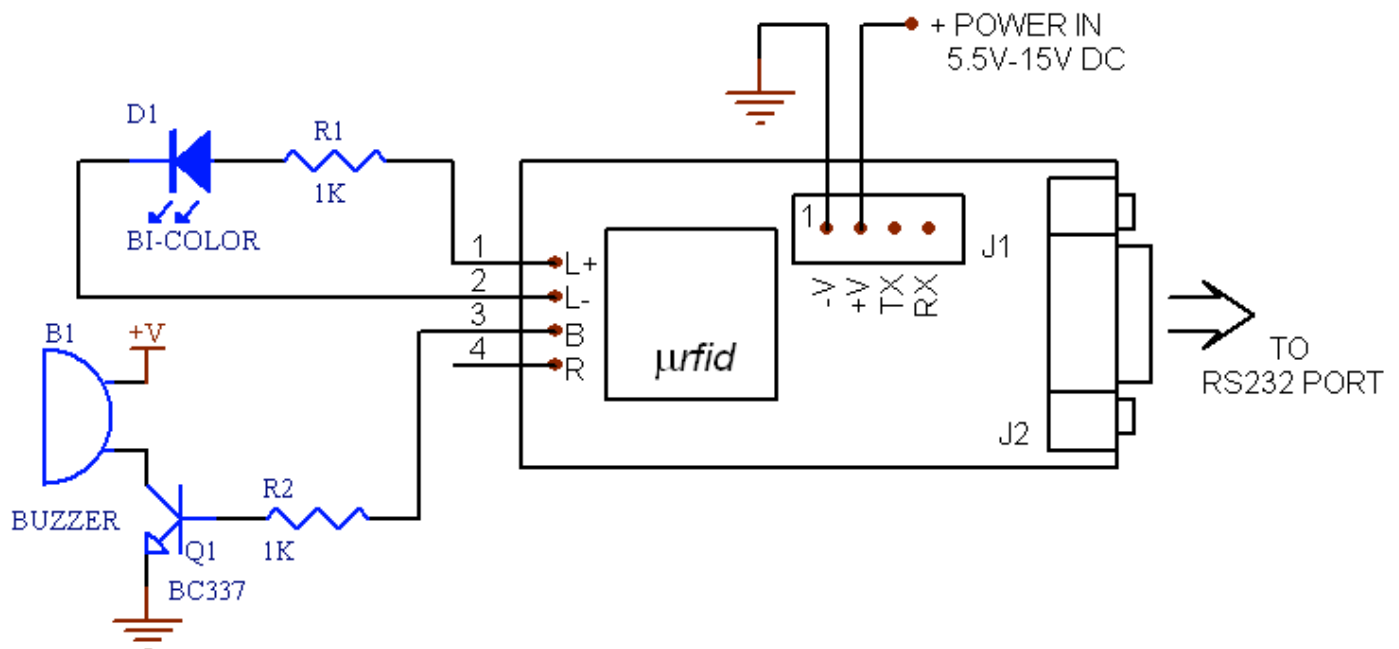 + POWER IN
5.5V-15V DC
D1
R1
1K
BI-COLOR
1
J1
1
L+
2
L-
3
B
4
R
-V
+V
TX
RX
µrfid
TO
RS232 PORT
J2
B1
+V
BUZZER
R2
1K
Q1
BC337